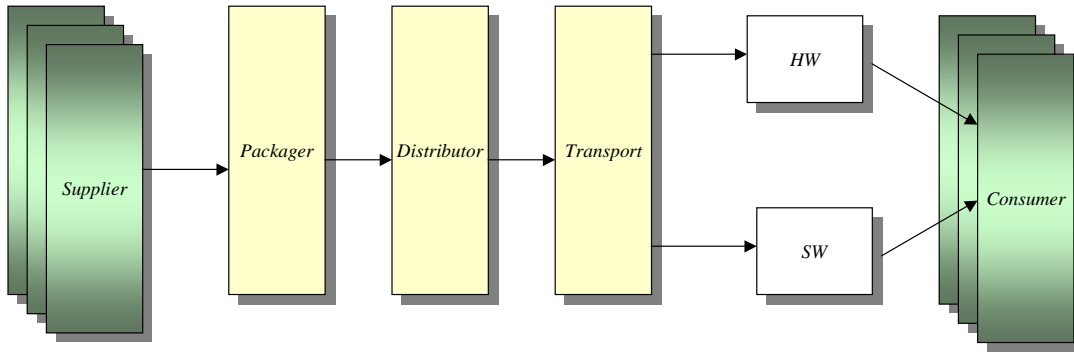 Supplier
Packager
Distributor
Transport
HW
SW
Consumer